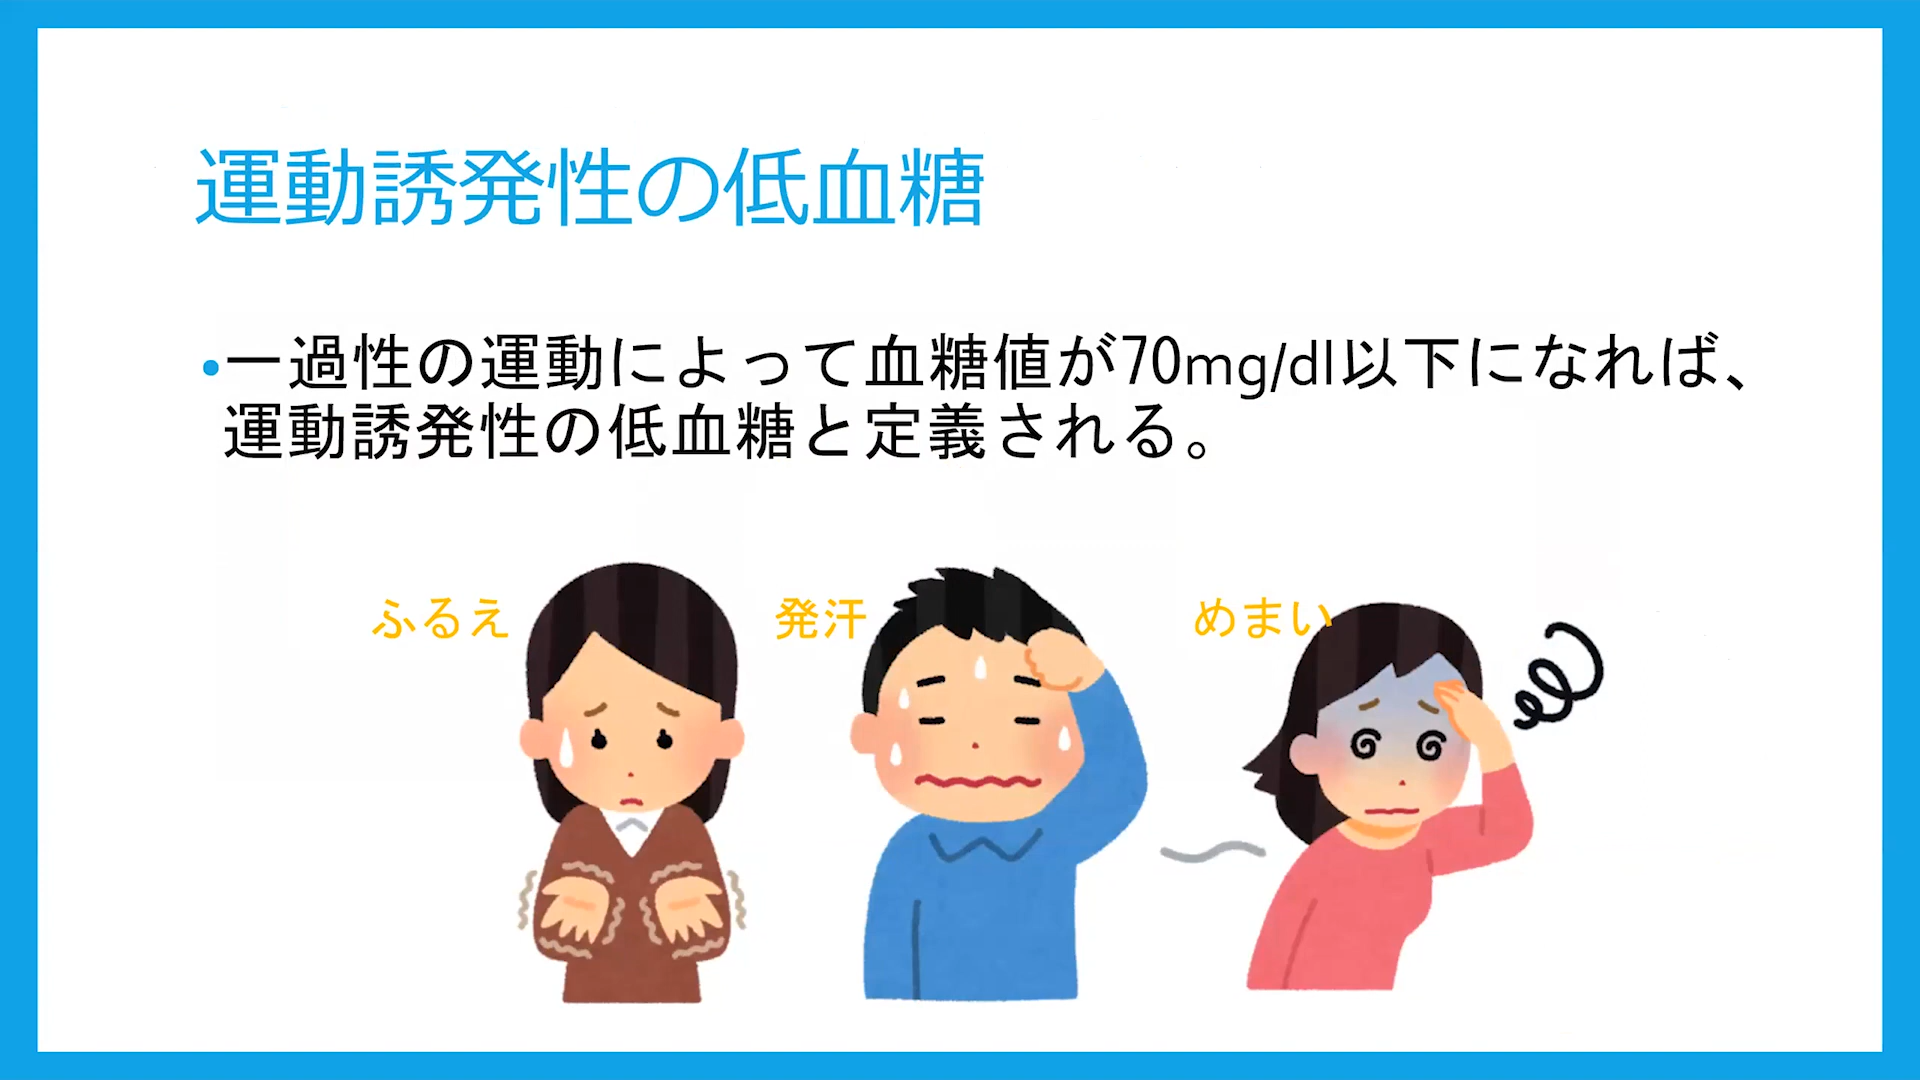 運動誘発性の低血糖
•一過性の運動によって血糖値が70mg/dl以下になれば、
運動誘発性の低血糖と定義される。
ふるえ
発汗
めまい